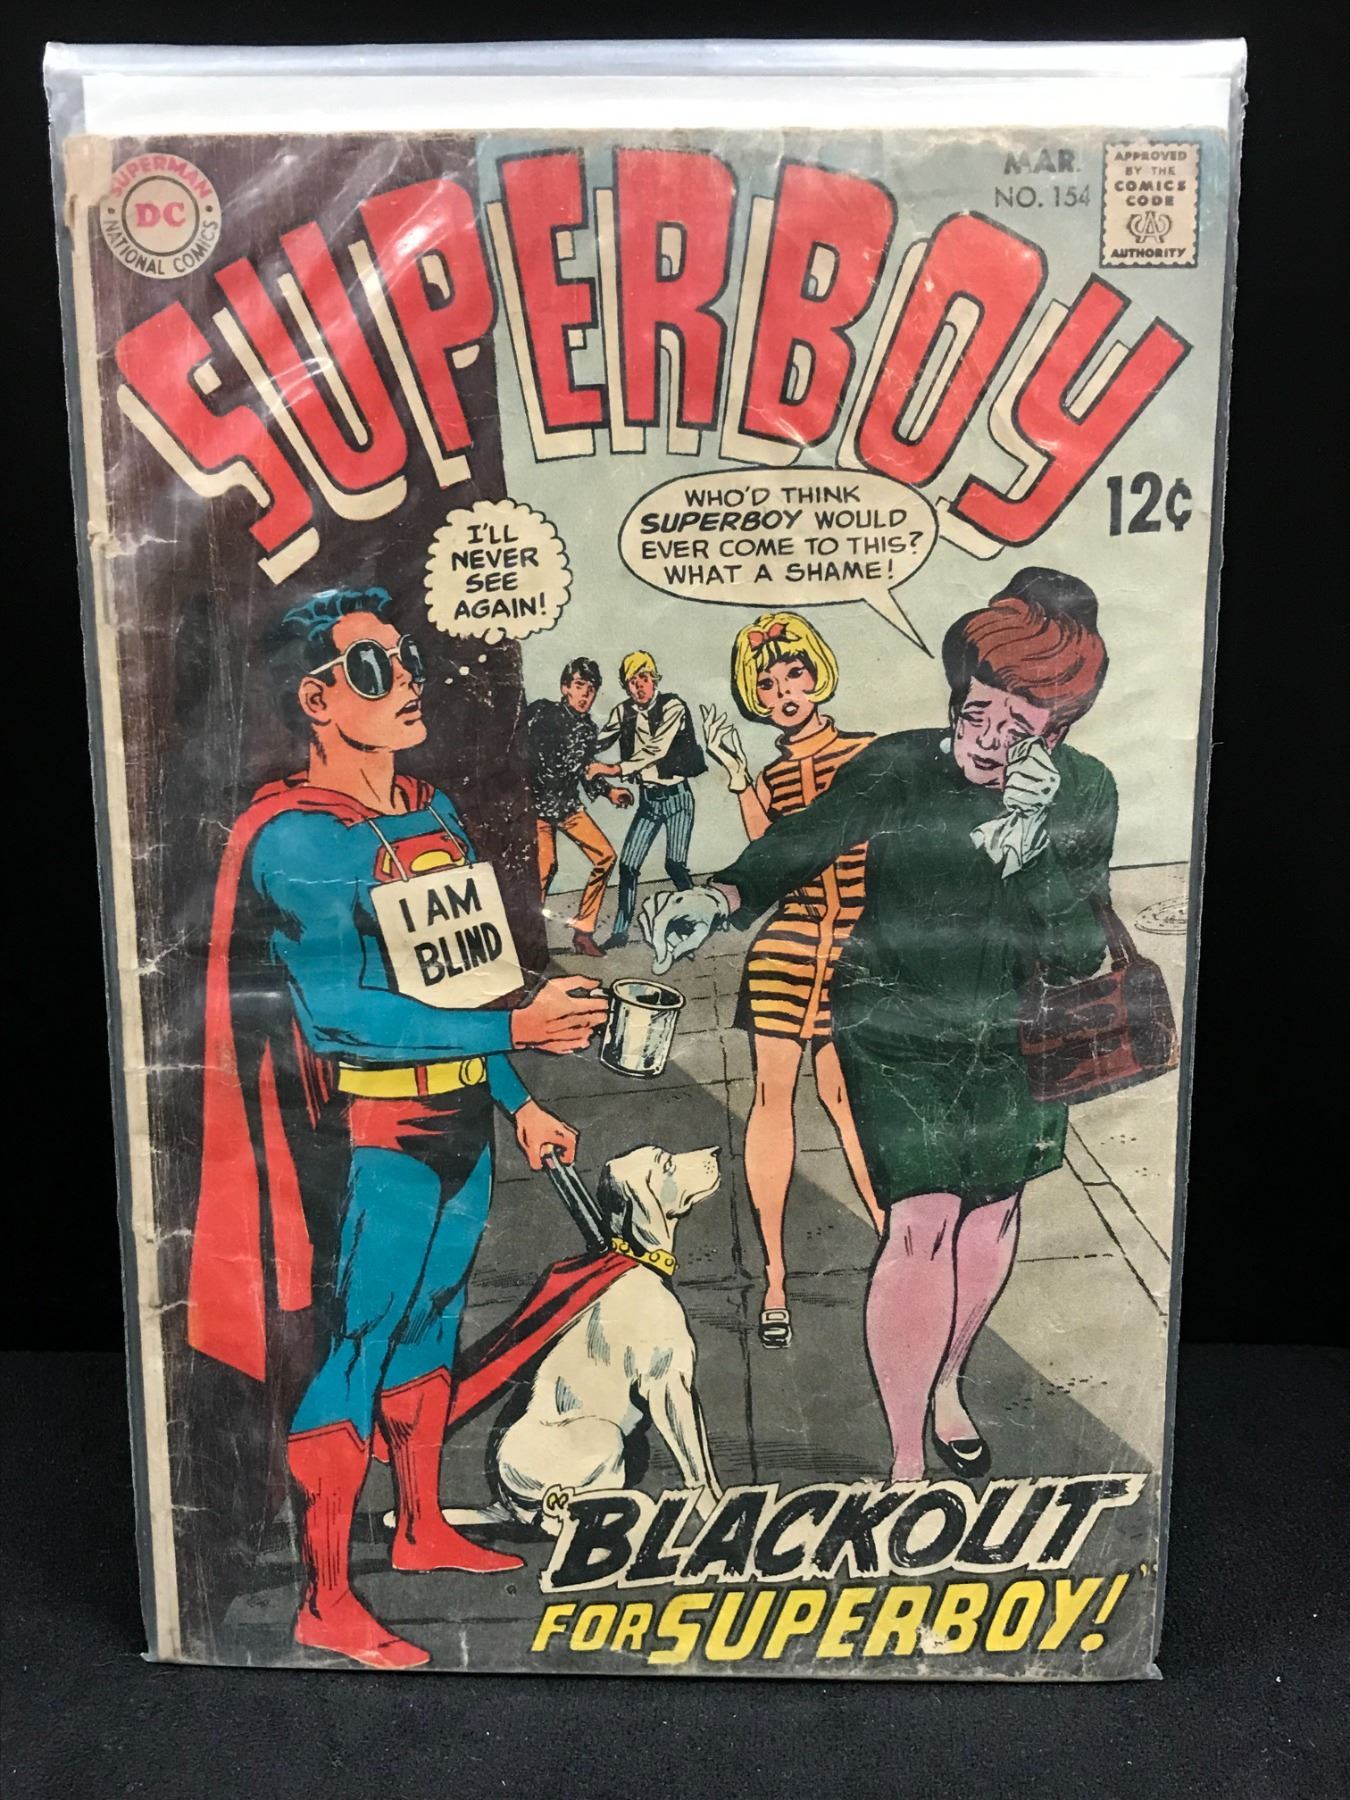 SUPERMAN
DC
NATIONAL COMICS
SUPERBOY
MAR.
NO. 154
APPROVED
BY THE
COMICS
CODE
CA
AUTHORITY
12¢
I'LL
NEVER
SEE
AGAIN!
WHO'D THINK
SUPERBOY WOULD
EVER COME TO THIS?
WHAT A SHAME!
I AM
BLIND
"BLACKOUT
FOR SUPERBOY!"